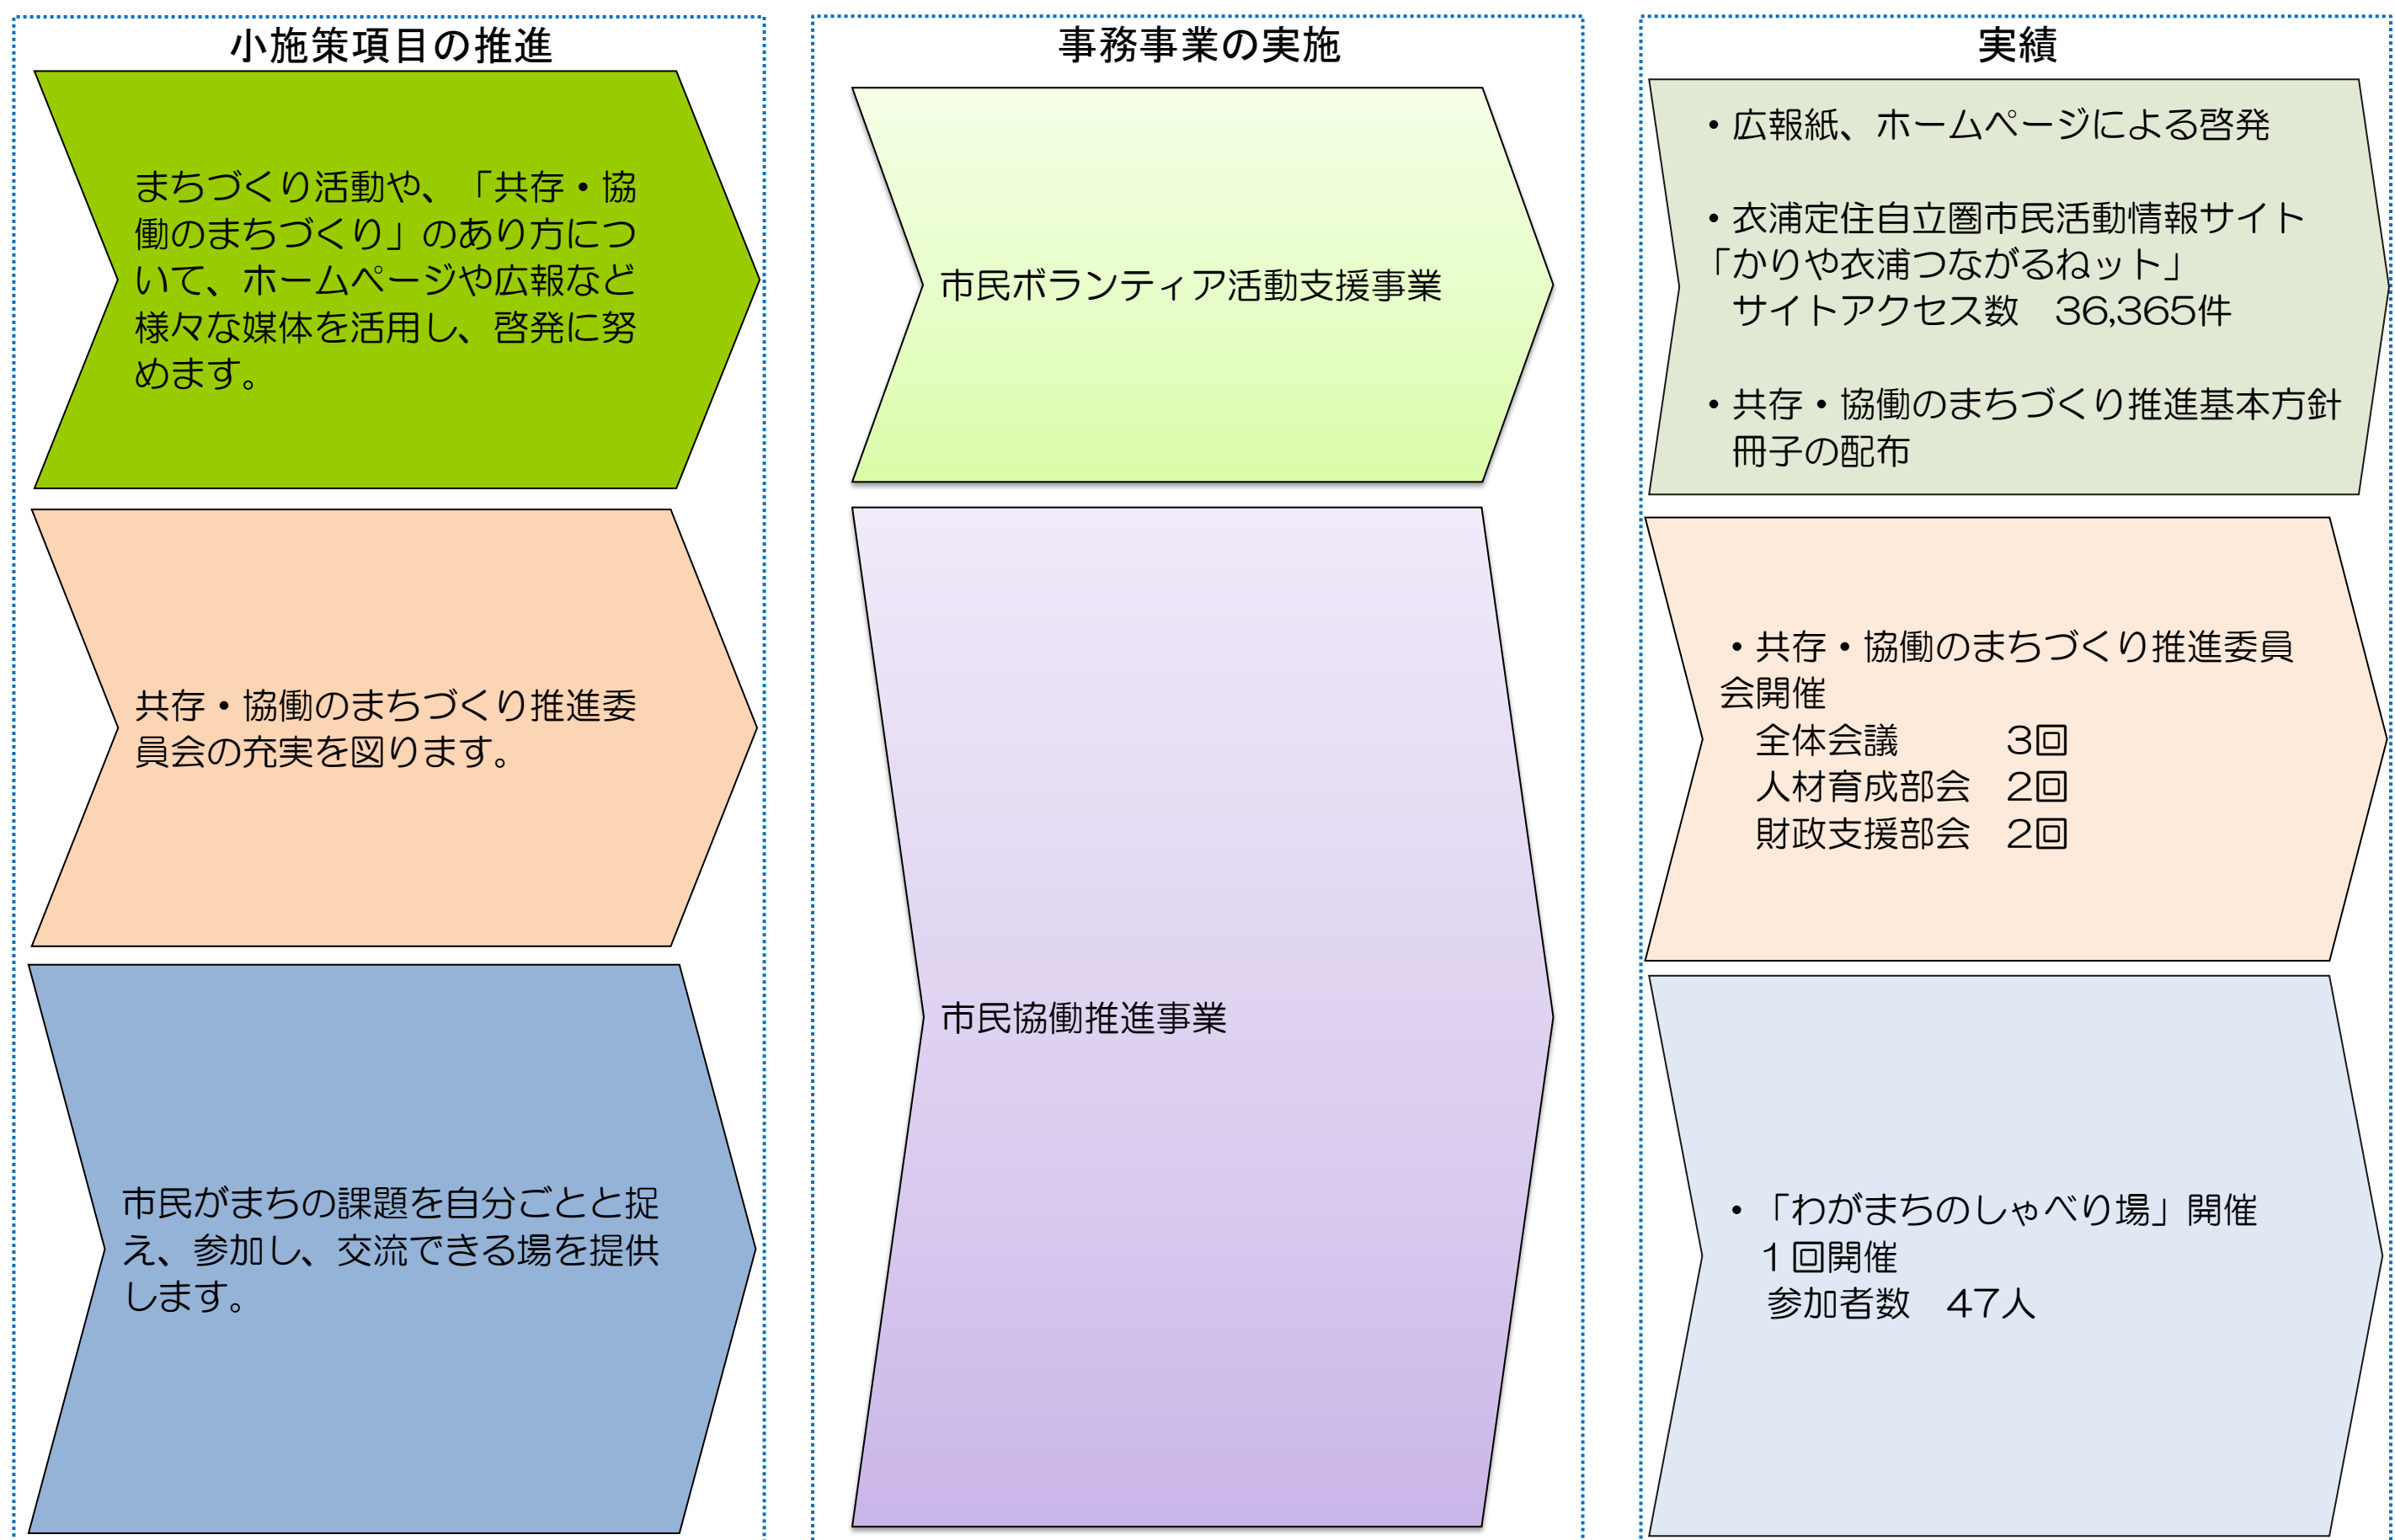 小施策項目の推進
まちづくり活動や、「共存・協
働のまちづくり」のあり方につ
いて、ホームページや広報など
様々な媒体を活用し、啓発に努
めます。
共存・協働のまちづくり推進委
員会の充実を図ります。
市民がまちの課題を自分ごとと捉
え、参加し、交流できる場を提供
します。
事務事業の実施
市民ボランティア活動支援事業
市民協働推進事業
実績
・広報紙、ホームページによる啓発
・衣浦定住自立圏市民活動情報サイト
「かりや衣浦つながるねット」
サイトアクセス数　36,365件
・共存・協働のまちづくり推進基本方針
冊子の配布
・共存・協働のまちづくり推進委員
会開催
全体会議　　　3回
人材育成部会　2回
財政支援部会　2回
・「わがまちのしゃべり場」開催
１回開催
参加者数　47人